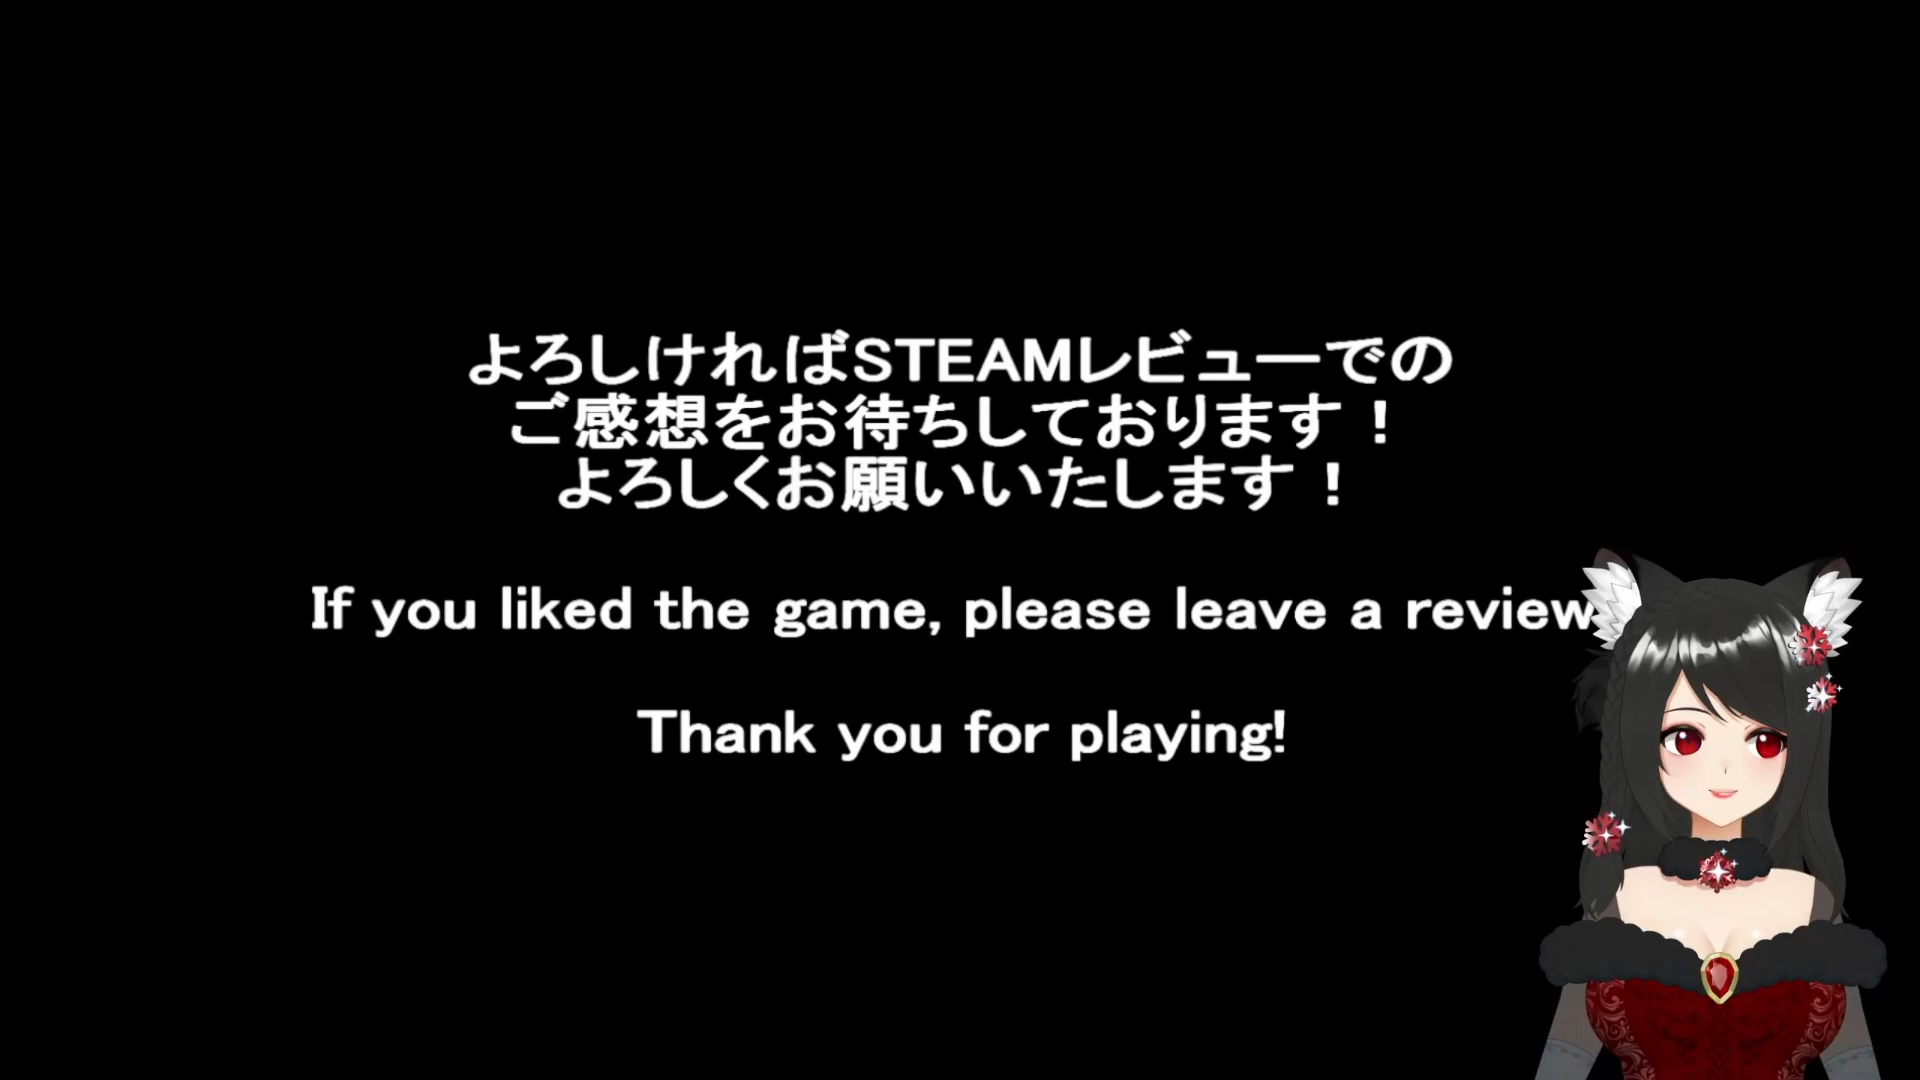 よろしければSTEAMレビューでの
ご感想をお待ちしております！
よろしくお願いいたします！
If you liked the game, please leave a review
Thank you for playing!